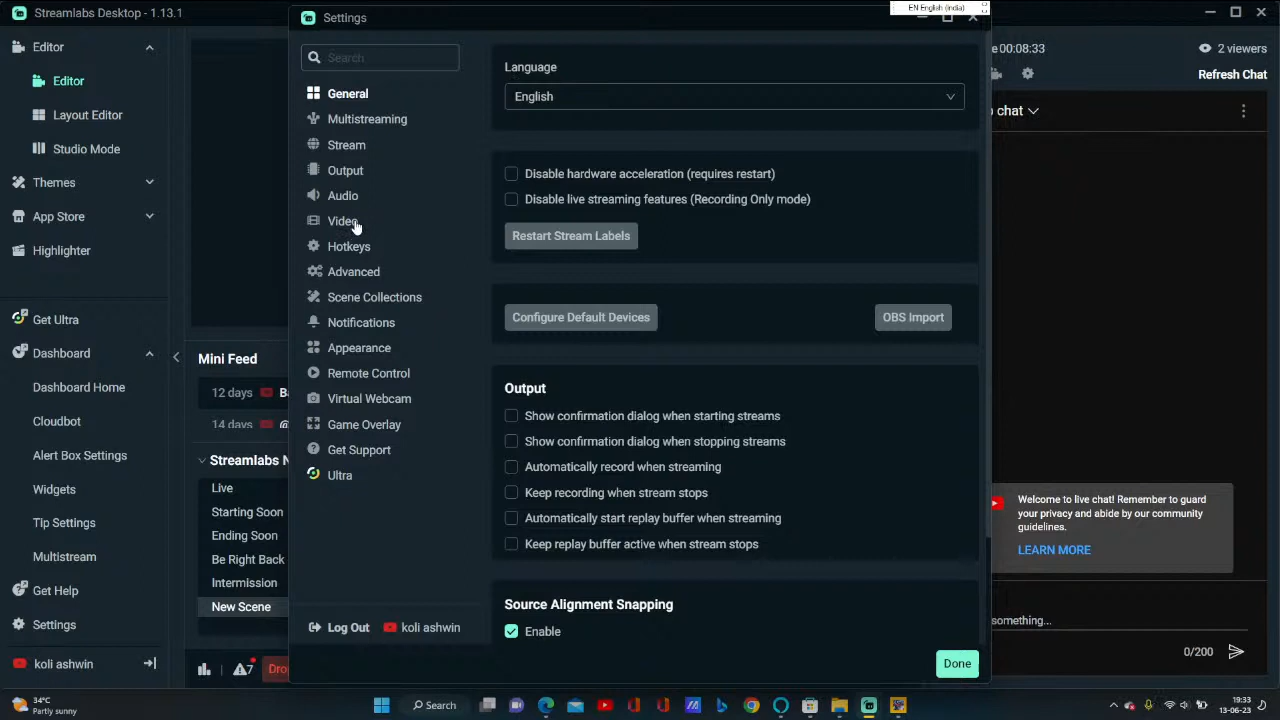 Streamlabs Desktop - 1.13.1
Settings
EN English (India)
Editor
Editor
Layout Editor
Studio Mode
Themes
App Store
Highlighter
Get Ultra
Dashboard
Dashboard Home
Cloudbot
Alert Box Settings
Widgets
Tip Settings
Multistream
Get Help
Settings
koli ashwin
Mini Feed
12 days
14 days
Streamlabs
Live
Starting Soon
Ending Soon
Be Right Back
Intermission
New Scene
7
Search
General
Multistreaming
Stream
Output
Audio
Video
Hotkeys
Advanced
Scene Collections
Notifications
Appearance
Remote Control
Virtual Webcam
Game Overlay
Get Support
Ultra
Log Out koli ashwin
Language
English
Disable hardware acceleration (requires restart)
Disable live streaming features (Recording Only mode)
Restart Stream Labels
Configure Default Devices OBS Import
Output
Show confirmation dialog when starting streams
Show confirmation dialog when stopping streams
Automatically record when streaming
Keep recording when stream stops
Automatically start replay buffer when streaming
Keep replay buffer active when stream stops
Source Alignment Snapping
Enable
Done
00:08:33 2 viewers
Refresh Chat
chat
Welcome to live chat! Remember to guard
your privacy and abide by our community
guidelines.
LEARN MORE
something...
0/200
34°C
Partly sunny
Search
19:33
13-06-23